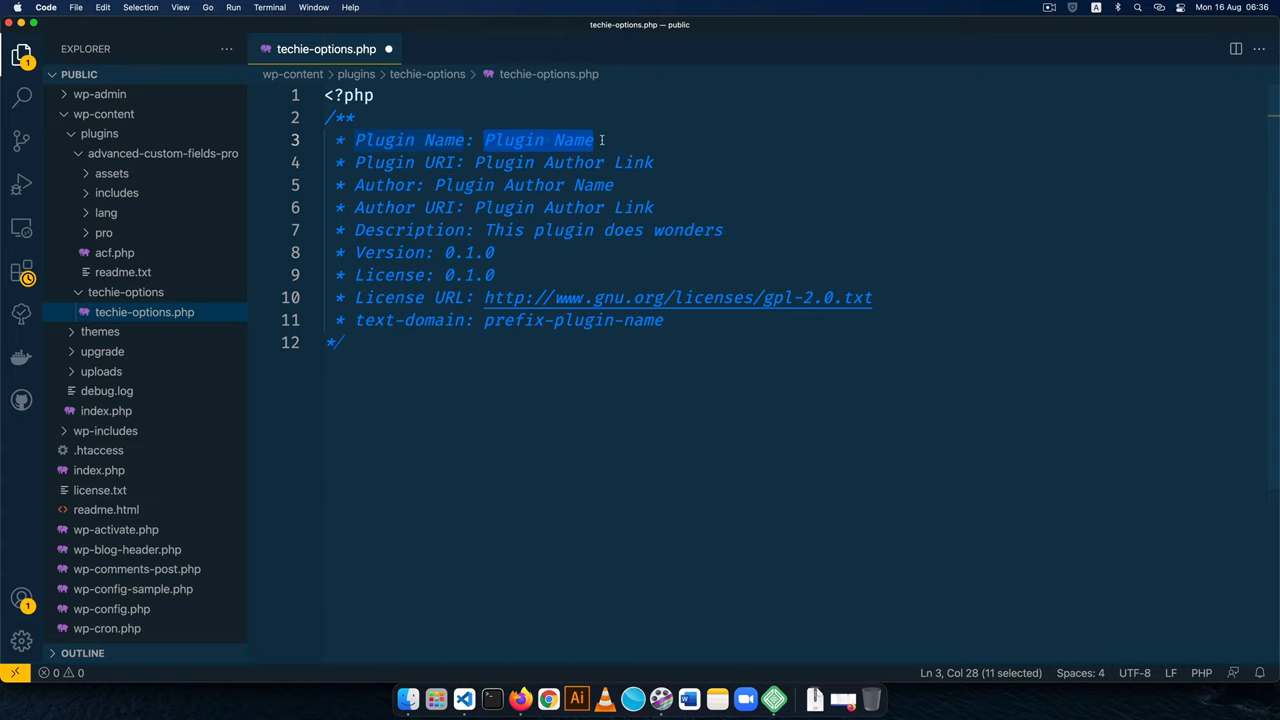 Code File Edit Selection View Go Run Terminal Window Help A Mon 16 Aug 06:36
techie-options.php — public
EXPLORER
techie-options.php
PUBLIC
wp-content > plugins > techie-options > techie-options.php
wp-admin
wp-content
plugins
advanced-custom-fields-pro
assets
includes
lang
pro
acf.php
readme.txt
techie-options
techie-options.php
themes
upgrade
uploads
debug.log
index.php
wp-includes
.htaccess
index.php
license.txt
readme.html
wp-activate.php
wp-blog-header.php
wp-comments-post.php
wp-config-sample.php
wp-config.php
wp-cron.php
OUTLINE
1 <?php
2 /**
3 * Plugin Name: Plugin Name
4 * Plugin URI: Plugin Author Link
5 * Author: Plugin Author Name
6 * Author URI: Plugin Author Link
7 * Description: This plugin does wonders
8 * Version: 0.1.0
9 * License: 0.1.0
10 * License URL: http://www.gnu.org/licenses/gpl-2.0.txt
11 * text-domain: prefix-plugin-name
12 */
1
1
0 0
Ln 3, Col 28 (11 selected) Spaces: 4 UTF-8 LF PHP
Ai W